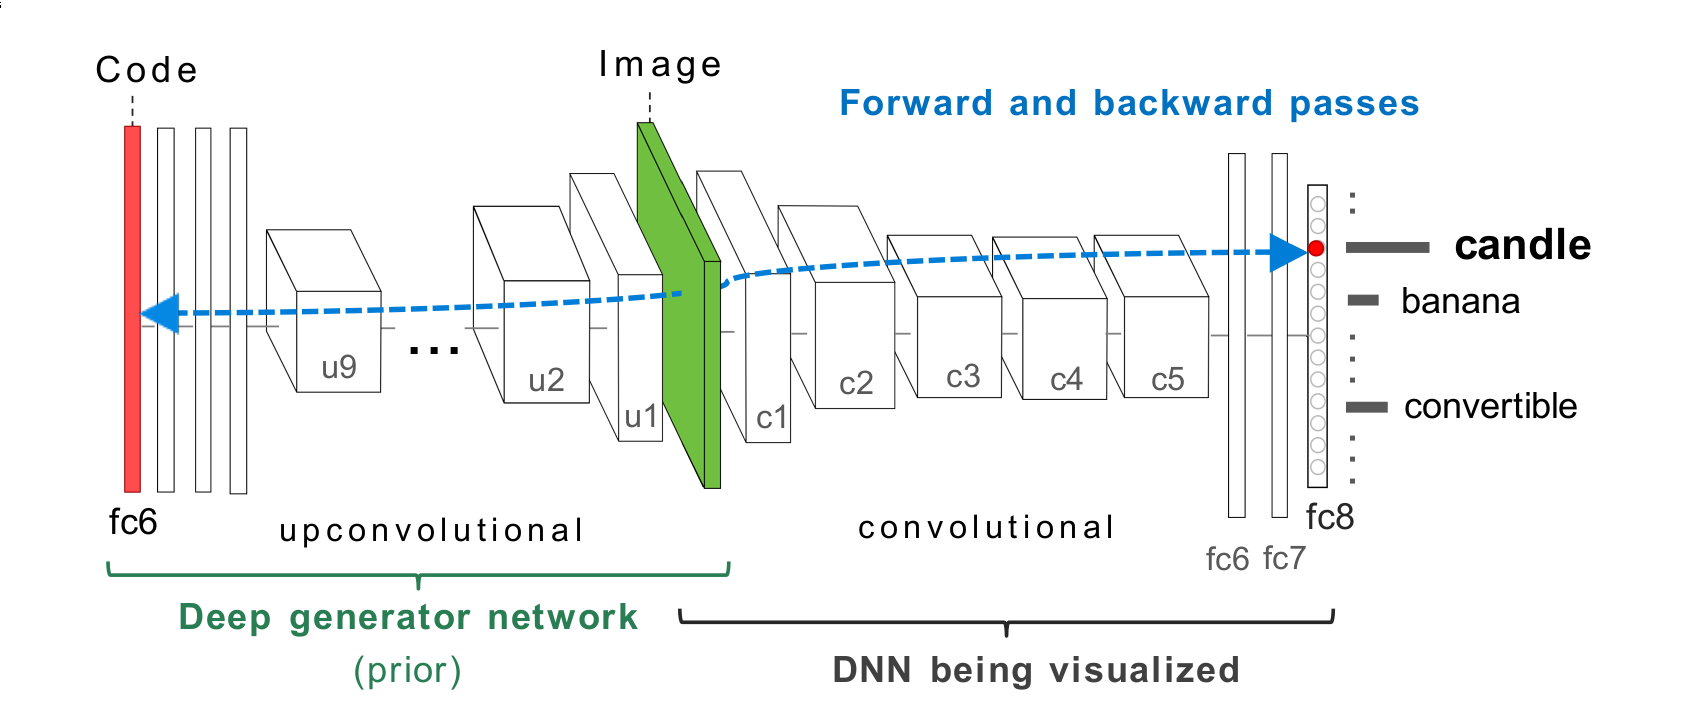 Code
Image
Forward and backward passes
candle
banana
convertible
u9
...
u2
u1
c1
c2
c3
c4
c5
fc6
upconvolutional
convolutional
fc8
fc6 fc7
Deep generator network
(prior)
DNN being visualized